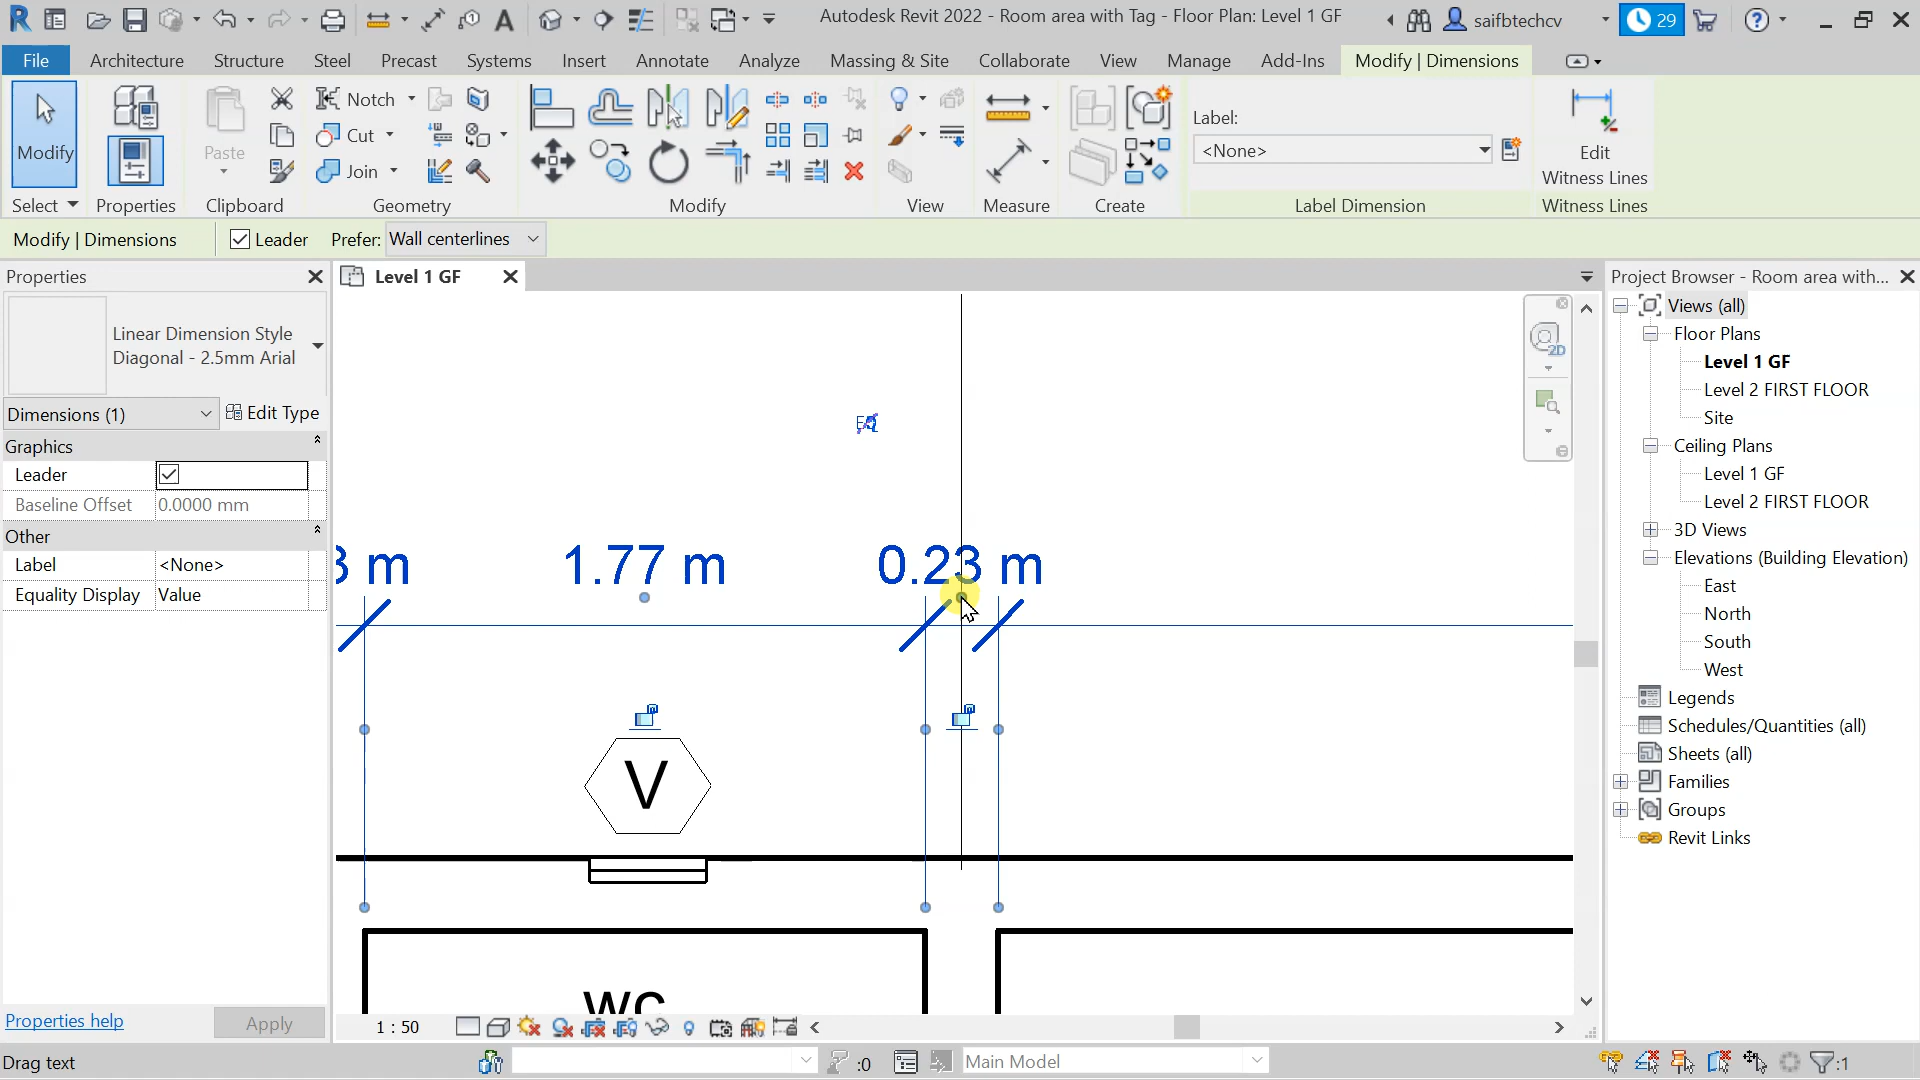 Autodesk Revit 2022 - Room area with Tag - Floor Plan: Level 1 GF
saifbtechcv
29
File Architecture Structure Steel Precast Systems Insert Annotate Analyze Massing & Site Collaborate View Manage Add-Ins Modify | Dimensions
Modify
Paste
Notch
Cut
Join
Label:
<None>
Edit
Witness Lines
Select Properties Clipboard Geometry Modify View Measure Create Label Dimension Witness Lines
Modify | Dimensions Leader Prefer: Wall centerlines
Properties
Linear Dimension Style
Diagonal - 2.5mm Arial
Dimensions (1) Edit Type
Graphics
Leader
Baseline Offset 0.0000 mm
Other
Label <None>
Equality Display Value
Properties help Apply
Level 1 GF
2D
EQ
3 m 1.77 m 0.23 m
V
WC
1 : 50
Project Browser - Room area with...
Views (all)
Floor Plans
Level 1 GF
Level 2 FIRST FLOOR
Site
Ceiling Plans
Level 1 GF
Level 2 FIRST FLOOR
3D Views
Elevations (Building Elevation)
East
North
South
West
Legends
Schedules/Quantities (all)
Sheets (all)
Families
Groups
Revit Links
Drag text
:0
Main Model
:1